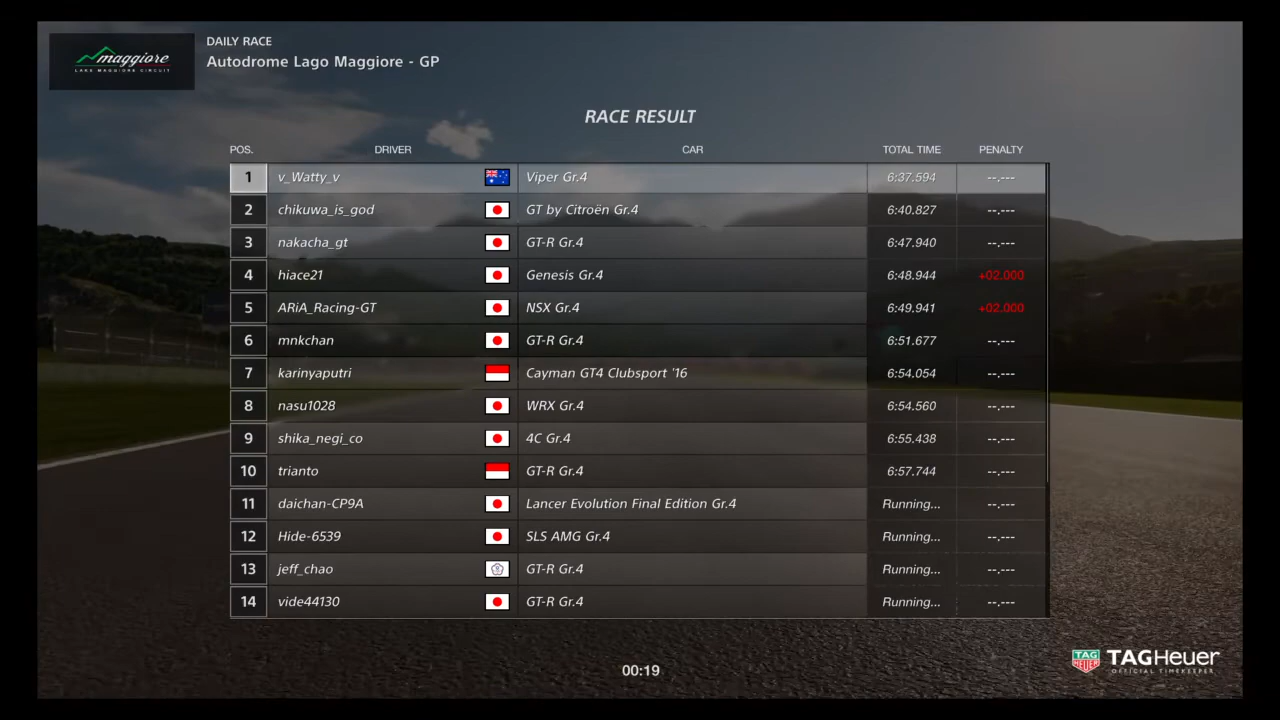 maggiore
LAKE MAGGIORE CIRCUIT
DAILY RACE
Autodrome Lago Maggiore - GP
RACE RESULT
POS. DRIVER CAR TOTAL TIME PENALTY
1 v_Watty_v Viper Gr.4 6:37.594 --.---
2 chikuwa_is_god GT by Citroën Gr.4 6:40.827 --.---
3 nakacha_gt GT-R Gr.4 6:47.940 --.---
4 hiace21 Genesis Gr.4 6:48.944 +02.000
5 ARiA_Racing-GT NSX Gr.4 6:49.941 +02.000
6 mnkchan GT-R Gr.4 6:51.677 --.---
7 karinyaputri Cayman GT4 Clubsport '16 6:54.054 --.---
8 nasu1028 WRX Gr.4 6:54.560 --.---
9 shika_negi_co 4C Gr.4 6:55.438 --.---
10 trianto GT-R Gr.4 6:57.744 --.---
11 daichan-CP9A Lancer Evolution Final Edition Gr.4 Running... --.---
12 Hide-6539 SLS AMG Gr.4 Running... --.---
13 jeff_chao GT-R Gr.4 Running... --.---
14 vide44130 GT-R Gr.4 Running... --.---
00:19
TAG HEUER TAGHeuer
OFFICIAL TIMEKEEPER